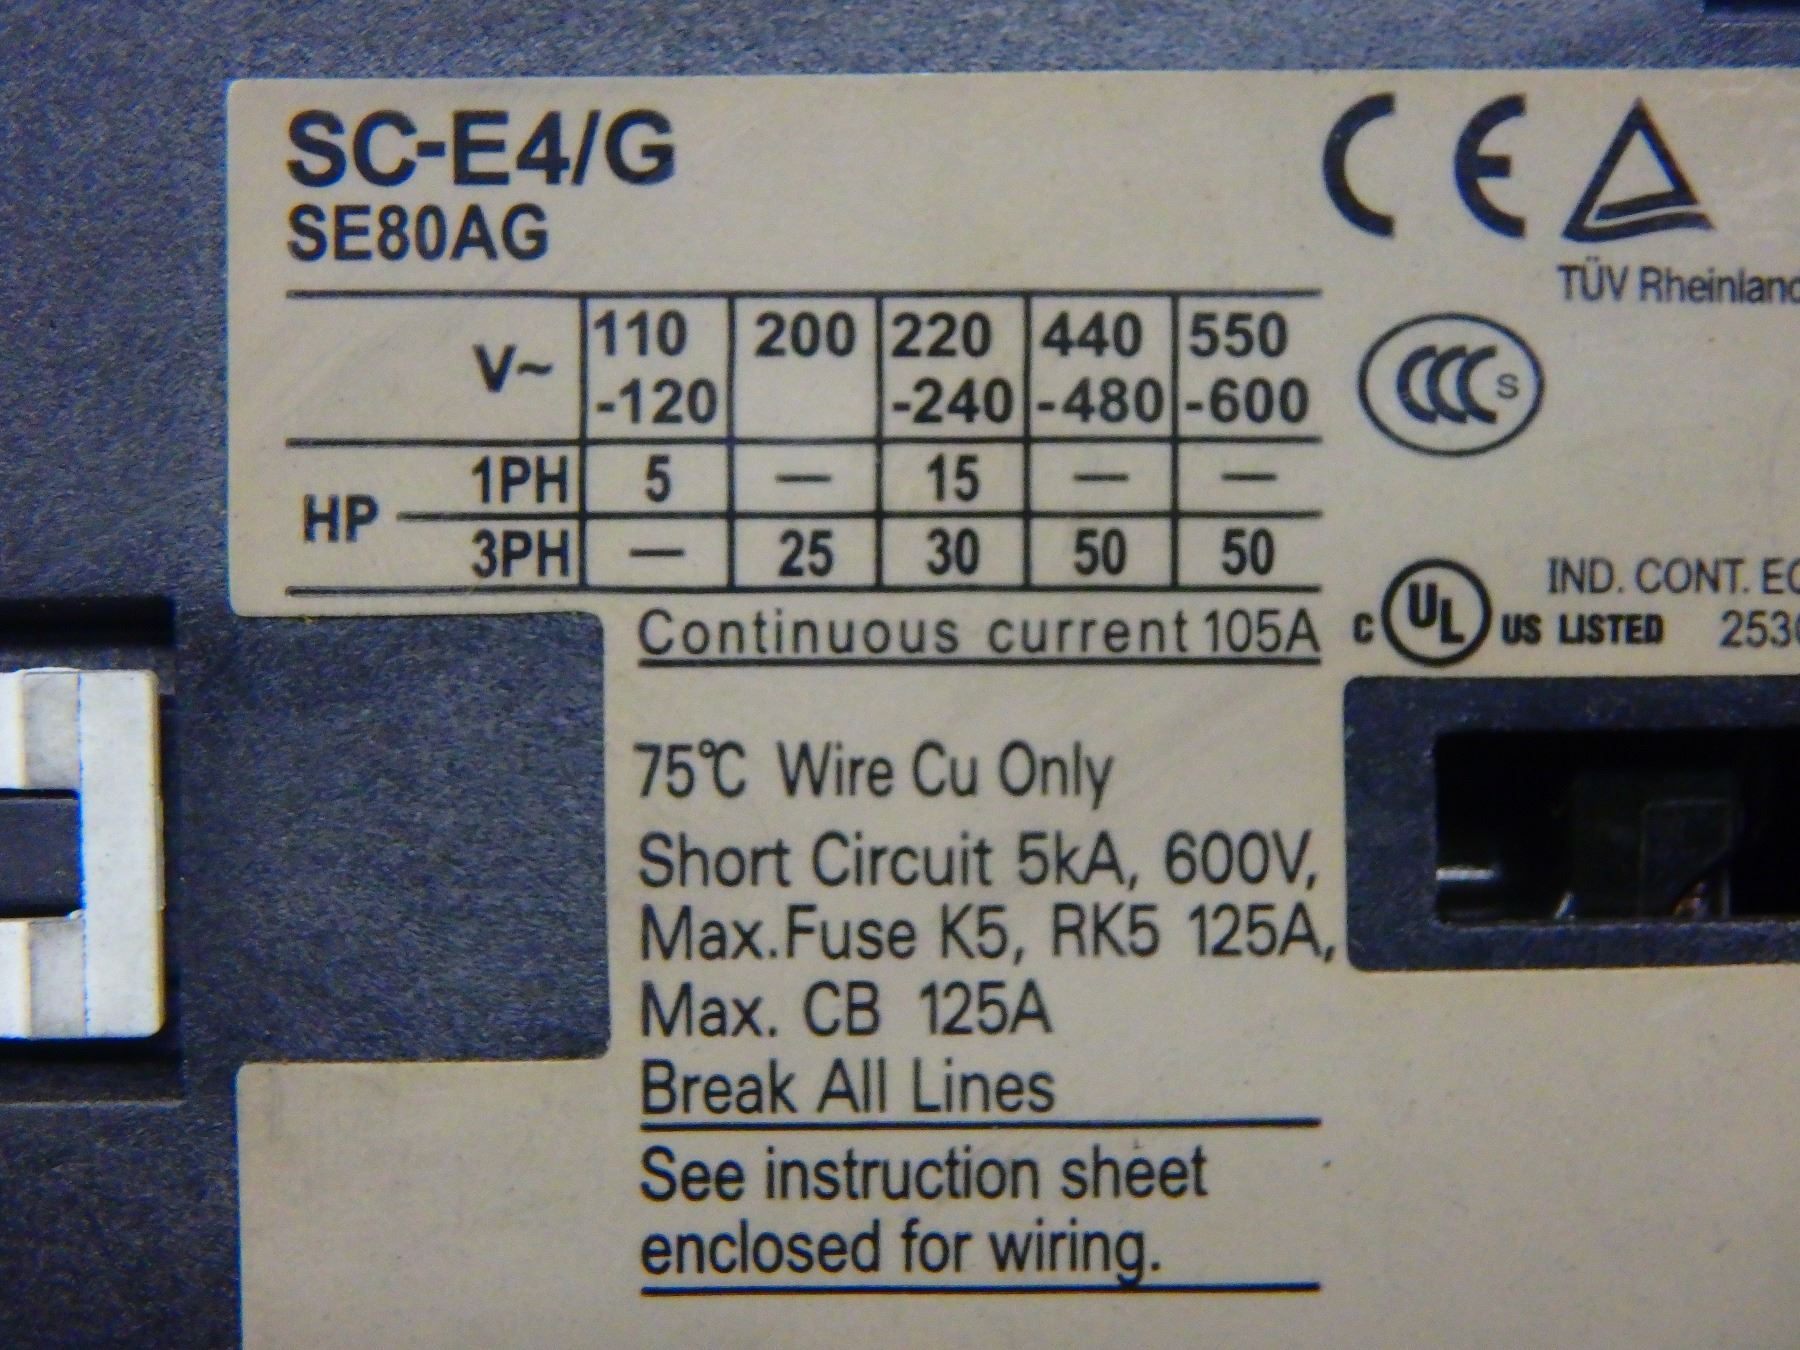 SC-E4/G
SE80AG
CE
TÜV Rheinland
V~ 110-120 200 220-240 440-480 550-600
HP 1PH 5 — 15 — —
3PH — 25 30 50 50
CCC S
Continuous current 105A
c UL US LISTED
IND. CONT.
75℃ Wire Cu Only
Short Circuit 5kA, 600V,
Max.Fuse K5, RK5 125A,
Max. CB 125A
Break All Lines
See instruction sheet
enclosed for wiring.